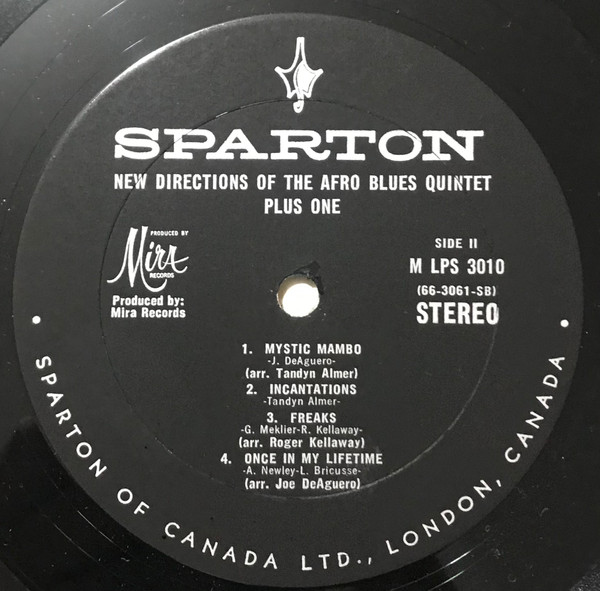 SPARTON
NEW DIRECTIONS OF THE AFRO BLUES QUINTET
PLUS ONE
PRODUCED BY
Mira
RECORDS
Produced by:
Mira Records
SIDE II
M LPS 3010
(66-3061-SB)
STEREO
1. MYSTIC MAMBO
-J. DeAguero-
(arr. Tandyn Almer)
2. INCANTATIONS
-Tandyn Almer-
3. FREAKS
-G. Meklier-R. Kellaway-
(arr. Roger Kellaway)
4. ONCE IN MY LIFETIME
-A. Newley-L. Bricusse-
(arr. Joe DeAguero)
• SPARTON OF CANADA LTD., LONDON, CANADA •